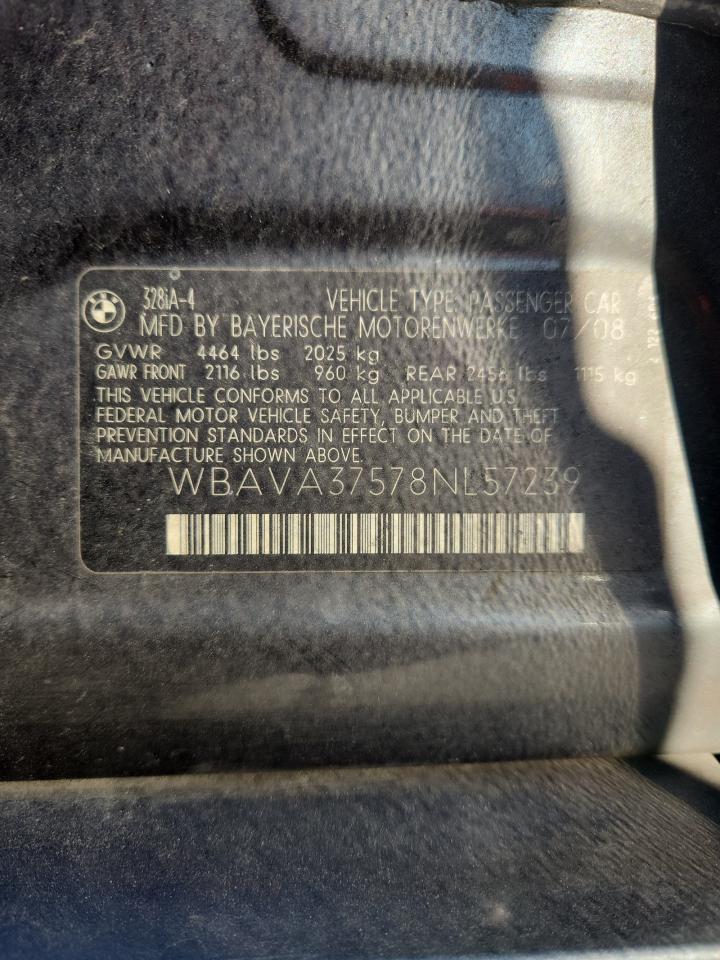 328iA-4 VEHICLE TYPE: PASSENGER CAR
MFD BY BAYERISCHE MOTORENWERKE 07/08
GVWR 4464 lbs 2025 kg
GAWR FRONT 2116 lbs 960 kg REAR 2458 lbs 1115 kg
THIS VEHICLE CONFORMS TO ALL APPLICABLE U.S.
FEDERAL MOTOR VEHICLE SAFETY, BUMPER AND THEFT
PREVENTION STANDARDS IN EFFECT ON THE DATE OF
MANUFACTURE SHOWN ABOVE.
WBAVA37578NL57239